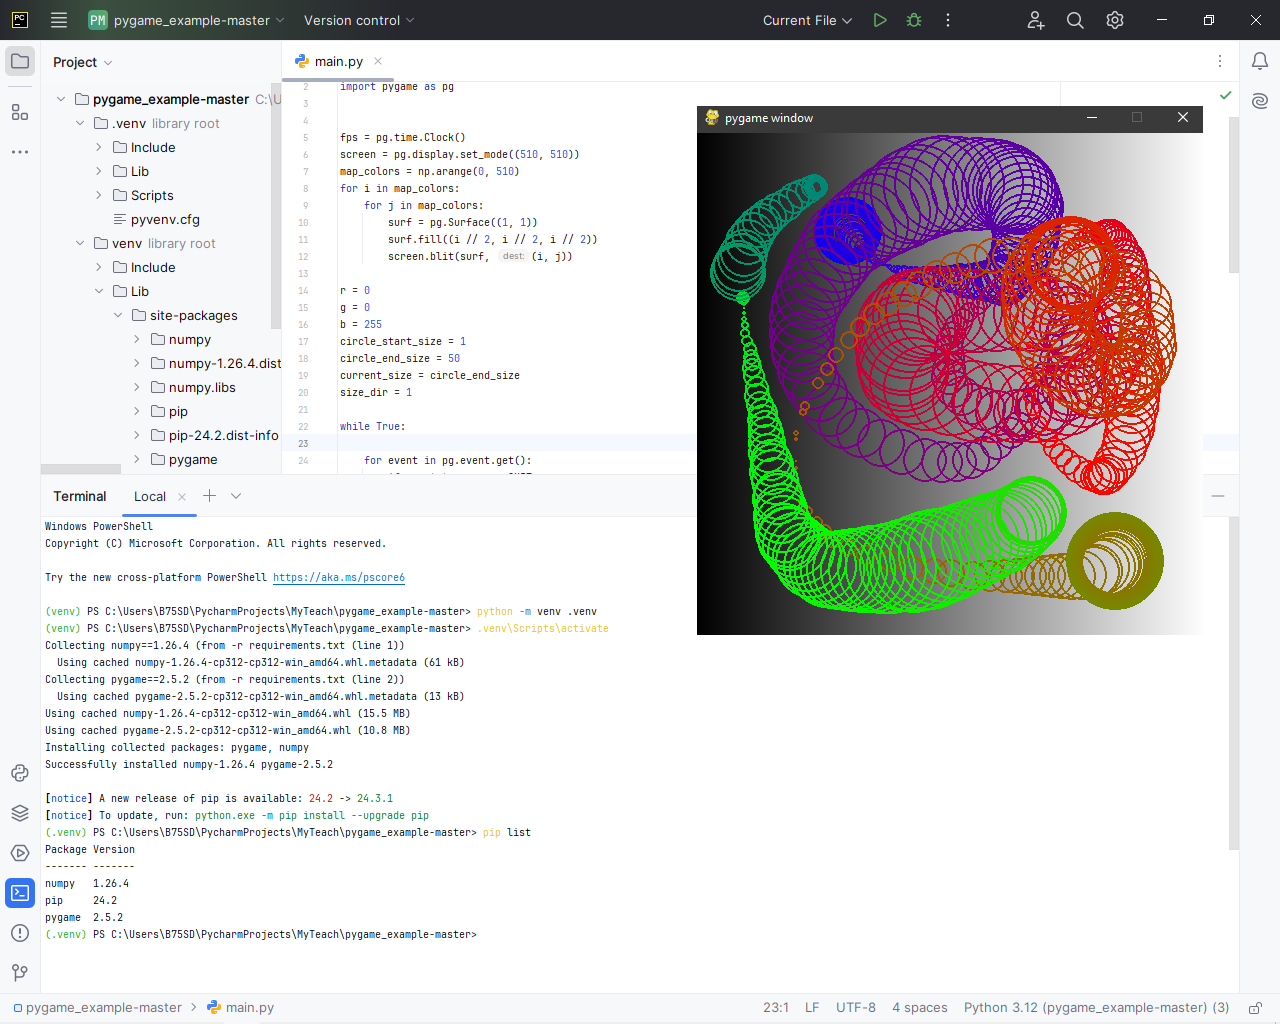 PC
PM pygame_example-master
Version control
Current File
Project
main.py
pygame_example-master C:\U
.venv library root
Include
Lib
Scripts
pyvenv.cfg
venv library root
Include
Lib
site-packages
numpy
numpy-1.26.4.dist
numpy.libs
pip
pip-24.2.dist-info
pygame
2 import pygame as pg
3
4
5 fps = pg.time.Clock()
6 screen = pg.display.set_mode((510, 510))
7 map_colors = np.arange(0, 510)
8 for i in map_colors:
9 for j in map_colors:
10 surf = pg.Surface((1, 1))
11 surf.fill((i // 2, i // 2, i // 2))
12 screen.blit(surf, dest: (i, j))
13
14 r = 0
15 g = 0
16 b = 255
17 circle_start_size = 1
18 circle_end_size = 50
19 current_size = circle_end_size
20 size_dir = 1
21
22 while True:
23
24 for event in pg.event.get():
pygame window
Terminal
Local
Windows PowerShell
Copyright (C) Microsoft Corporation. All rights reserved.
Try the new cross-platform PowerShell https://aka.ms/pscore6
(venv) PS C:\Users\B75SD\PycharmProjects\MyTeach\pygame_example-master> python -m venv .venv
(venv) PS C:\Users\B75SD\PycharmProjects\MyTeach\pygame_example-master> .venv\Scripts\activate
Collecting numpy==1.26.4 (from -r requirements.txt (line 1))
Using cached numpy-1.26.4-cp312-cp312-win_amd64.whl.metadata (61 kB)
Collecting pygame==2.5.2 (from -r requirements.txt (line 2))
Using cached pygame-2.5.2-cp312-cp312-win_amd64.whl.metadata (13 kB)
Using cached numpy-1.26.4-cp312-cp312-win_amd64.whl (15.5 MB)
Using cached pygame-2.5.2-cp312-cp312-win_amd64.whl (10.8 MB)
Installing collected packages: pygame, numpy
Successfully installed numpy-1.26.4 pygame-2.5.2
[notice] A new release of pip is available: 24.2 -> 24.3.1
[notice] To update, run: python.exe -m pip install --upgrade pip
(.venv) PS C:\Users\B75SD\PycharmProjects\MyTeach\pygame_example-master> pip list
Package Version
------- -------
numpy 1.26.4
pip 24.2
pygame 2.5.2
(.venv) PS C:\Users\B75SD\PycharmProjects\MyTeach\pygame_example-master>
pygame_example-master > main.py
23:1
LF
UTF-8
4 spaces
Python 3.12 (pygame_example-master) (3)